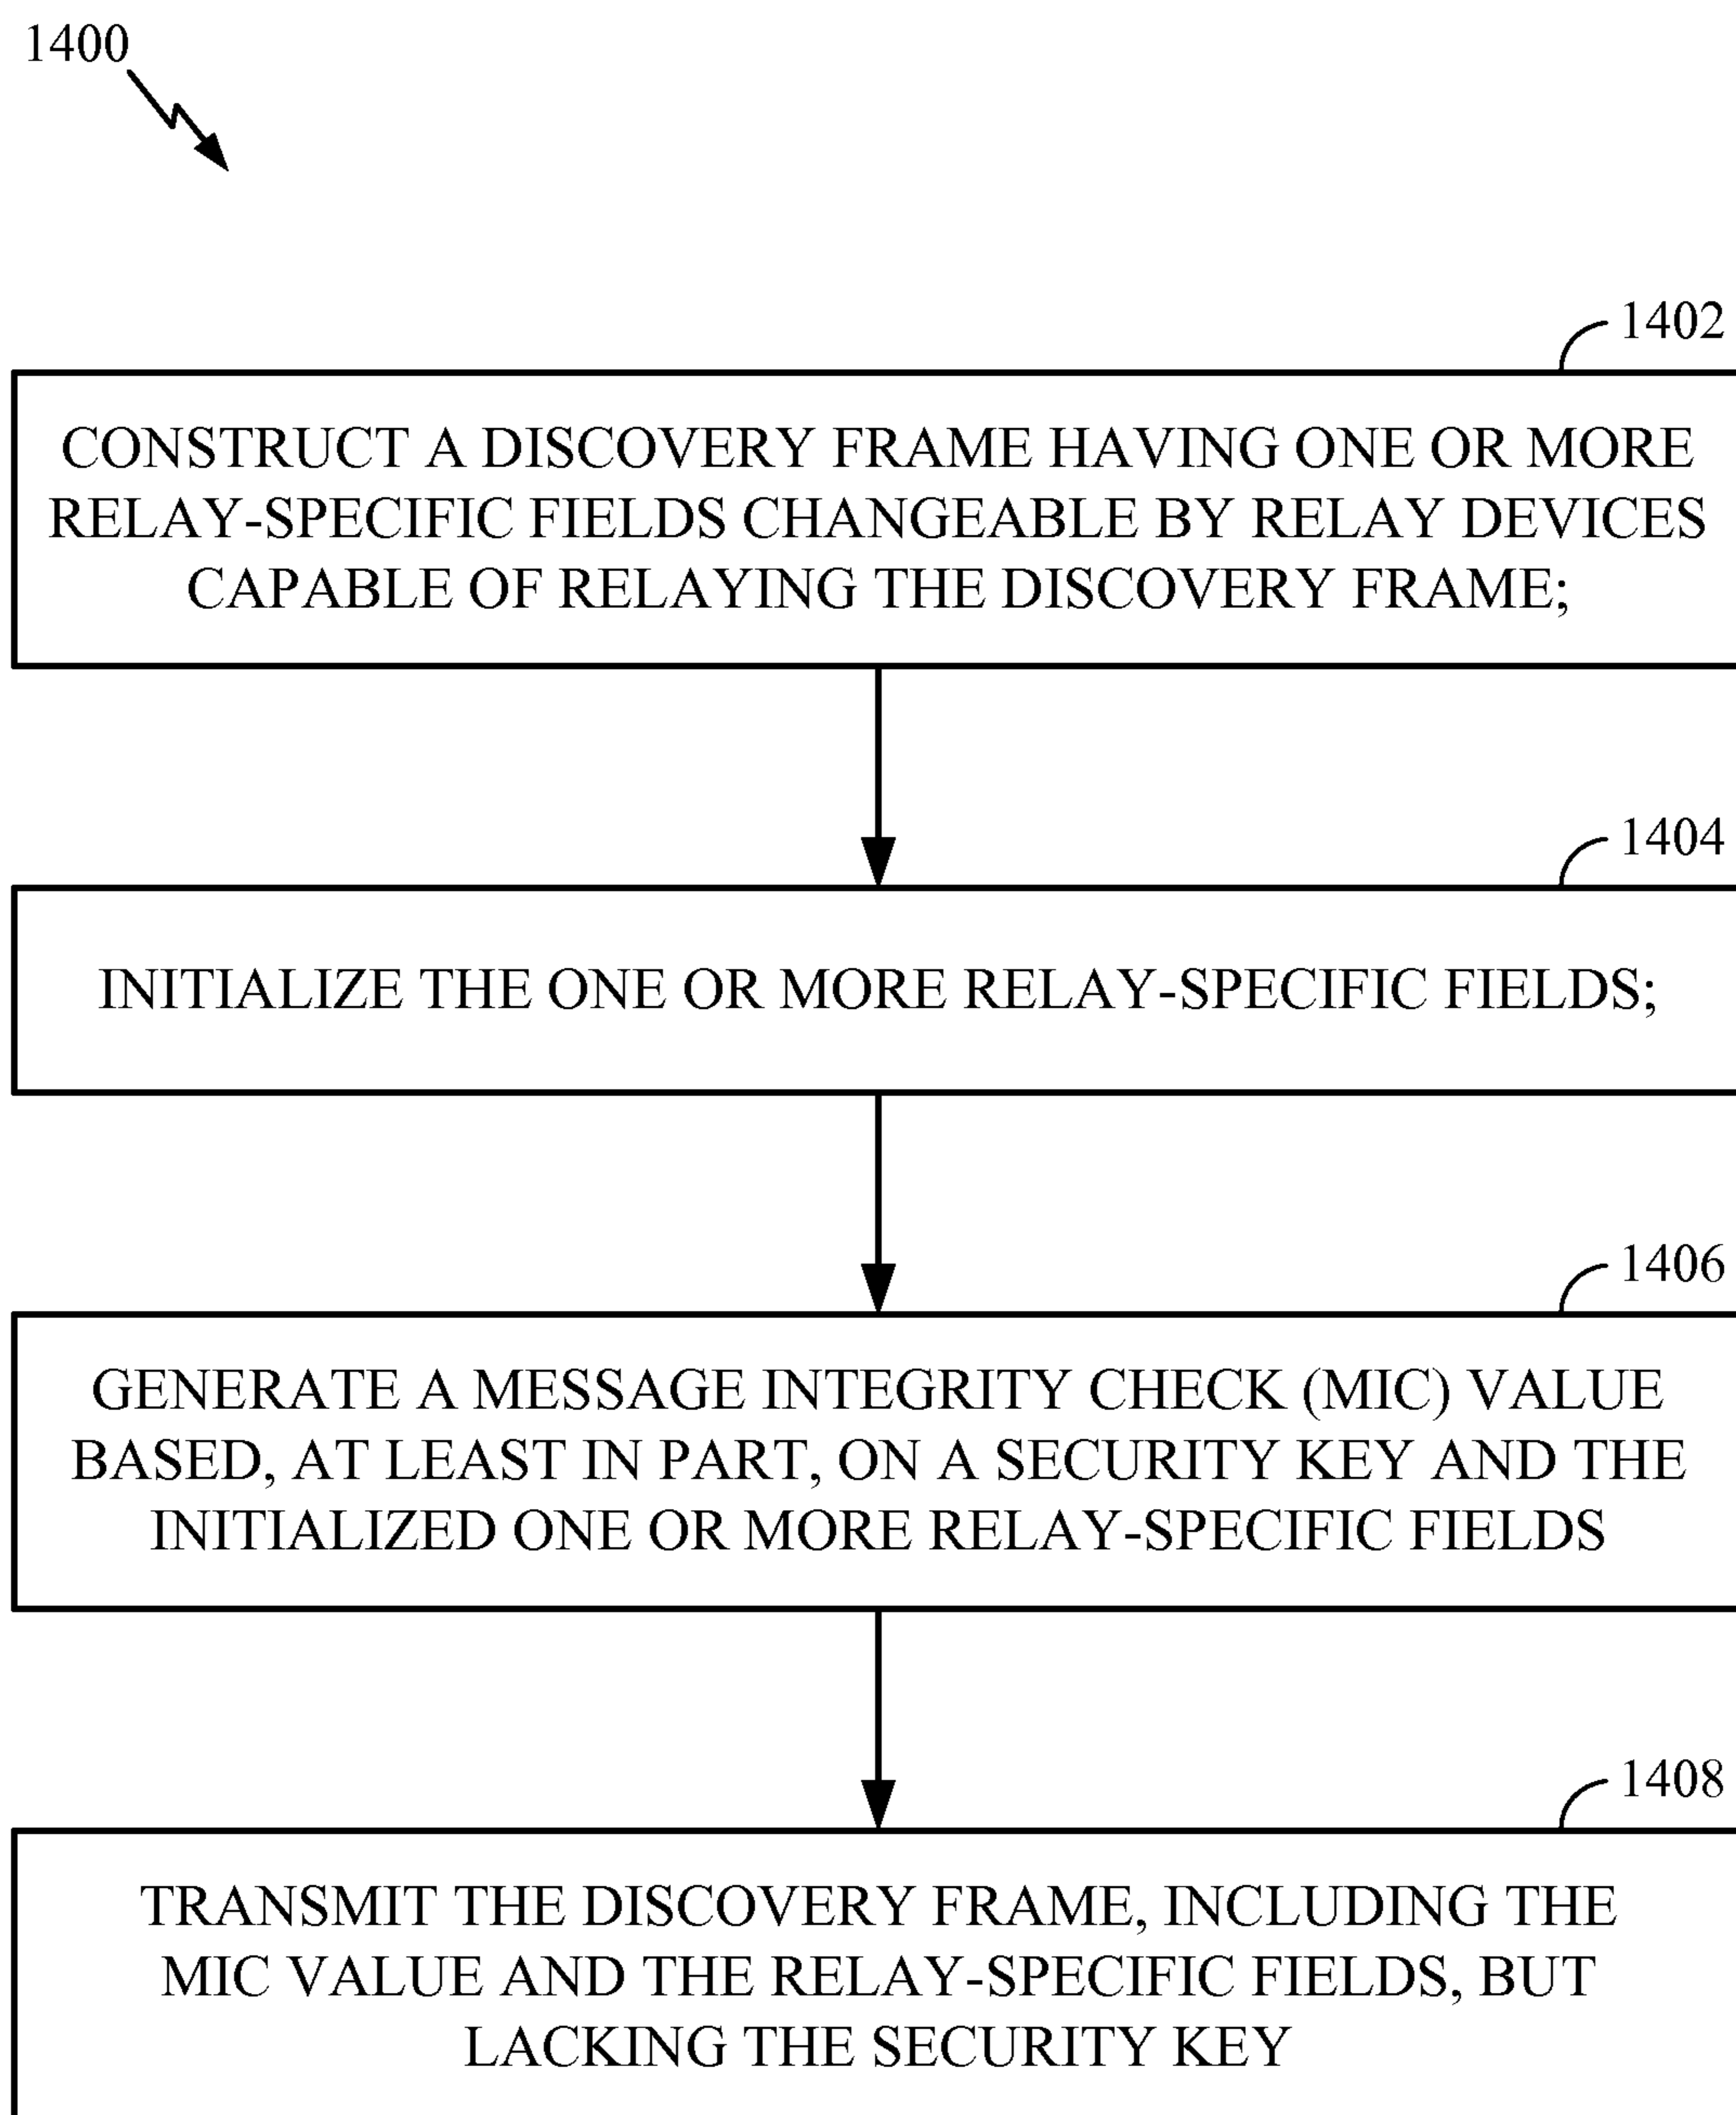 1400
1402
CONSTRUCT A DISCOVERY FRAME HAVING ONE OR MORE
RELAY-SPECIFIC FIELDS CHANGEABLE BY RELAY DEVICES
CAPABLE OF RELAYING THE DISCOVERY FRAME;
1404
INITIALIZE THE ONE OR MORE RELAY-SPECIFIC FIELDS;
1406
GENERATE A MESSAGE INTEGRITY CHECK (MIC) VALUE
BASED, AT LEAST IN PART, ON A SECURITY KEY AND THE
INITIALIZED ONE OR MORE RELAY-SPECIFIC FIELDS
1408
TRANSMIT THE DISCOVERY FRAME, INCLUDING THE
MIC VALUE AND THE RELAY-SPECIFIC FIELDS, BUT
LACKING THE SECURITY KEY